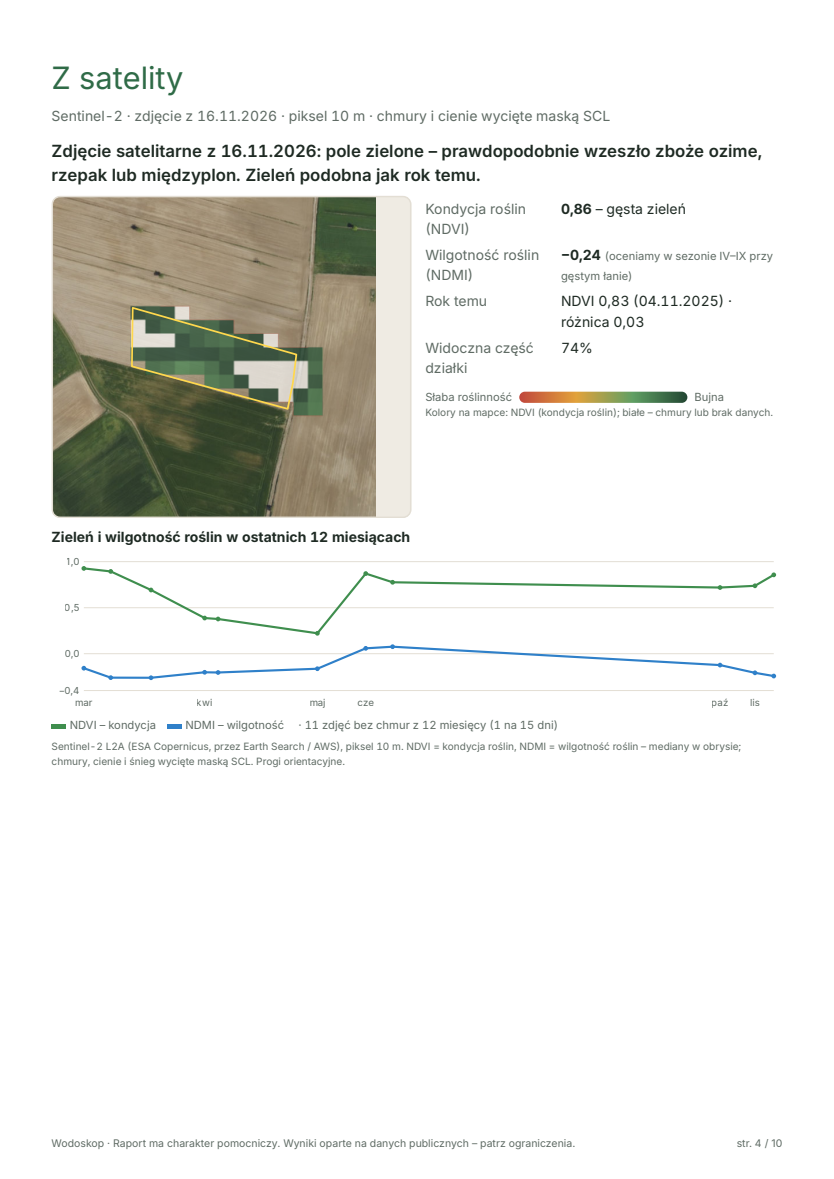 Z satelity
Sentinel-2 · zdjęcie z 16.11.2026 · piksel 10 m · chmury i cienie wycięte maską SCL
Zdjęcie satelitarne z 16.11.2026: pole zielone – prawdopodobnie wzeszło zboże ozime,
rzepak lub międzyplon. Zieleń podobna jak rok temu.
Kondycja roślin
(NDVI)
0,86 – gęsta zieleń
Wilgotność roślin
(NDMI)
−0,24 (oceniamy w sezonie IV–IX przy
gęstym łanie)
Rok temu
NDVI 0,83 (04.11.2025) ·
różnica 0,03
Widoczna część
działki
74%
Słaba roślinność
Bujna
Kolory na mapce: NDVI (kondycja roślin); białe – chmury lub brak danych.
Zieleń i wilgotność roślin w ostatnich 12 miesiącach
1,0
0,5
0,0
−0,4
mar kwi maj cze paź lis
NDVI – kondycja NDMI – wilgotność · 11 zdjęć bez chmur z 12 miesięcy (1 na 15 dni)
Sentinel-2 L2A (ESA Copernicus, przez Earth Search / AWS), piksel 10 m. NDVI = kondycja roślin, NDMI = wilgotność roślin – mediany w obrysie;
chmury, cienie i śnieg wycięte maską SCL. Progi orientacyjne.
Wodoskop · Raport ma charakter pomocniczy. Wyniki oparte na danych publicznych – patrz ograniczenia.
str. 4 / 10